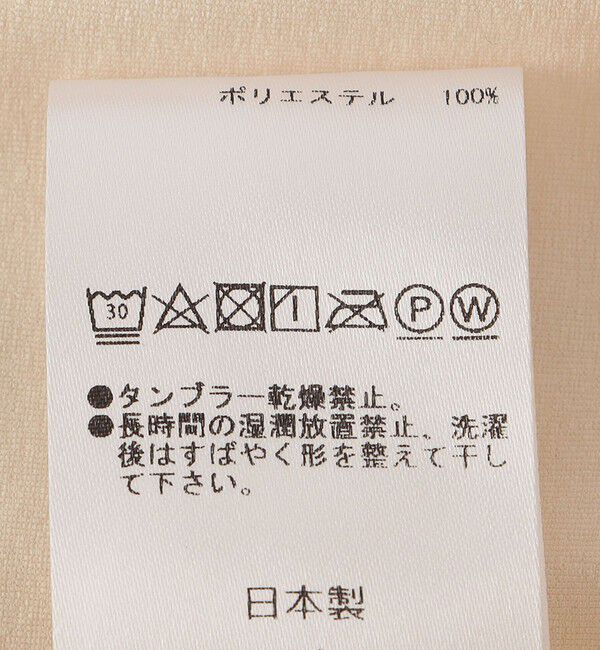 ポリエステル 100%
30 P W
●タンブラー乾燥禁止。
●長時間の湿潤放置禁止、洗濯
後はすばやく形を整えて干し
て下さい。
日本製